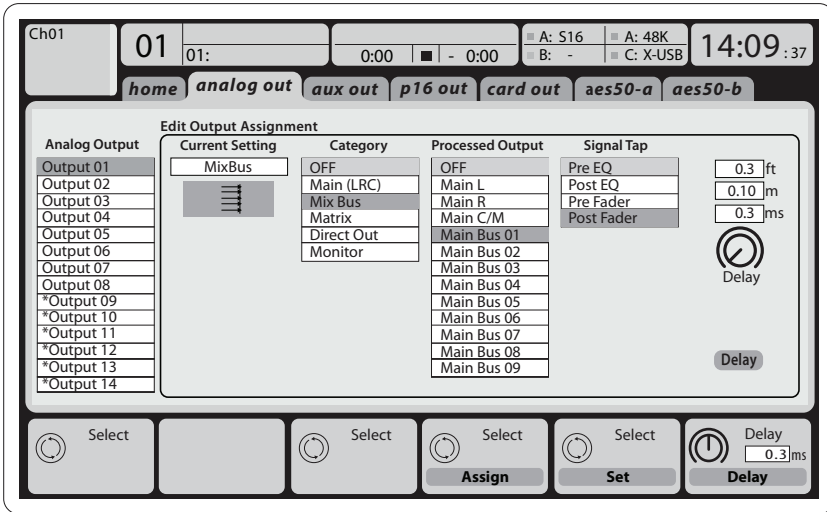 Ch01
01
01:
0:00
- 0:00
A: S16
B: -
A: 48K
C: X-USB
14:09 :37
home
analog out
aux out
p16 out
card out
aes50-a
aes50-b
Edit Output Assignment
Analog Output
Output 01
Output 02
Output 03
Output 04
Output 05
Output 06
Output 07
Output 08
*Output 09
*Output 10
*Output 11
*Output 12
*Output 13
*Output 14
Current Setting
MixBus
Category
OFF
Main (LRC)
Mix Bus
Matrix
Direct Out
Monitor
Processed Output
OFF
Main L
Main R
Main C/M
Main Bus 01
Main Bus 02
Main Bus 03
Main Bus 04
Main Bus 05
Main Bus 06
Main Bus 07
Main Bus 08
Main Bus 09
Signal Tap
Pre EQ
Post EQ
Pre Fader
Post Fader
0.3 ft
0.10 m
0.3 ms
Delay
Delay
Select
Select
Select
Assign
Select
Set
Delay
0.3 ms
Delay